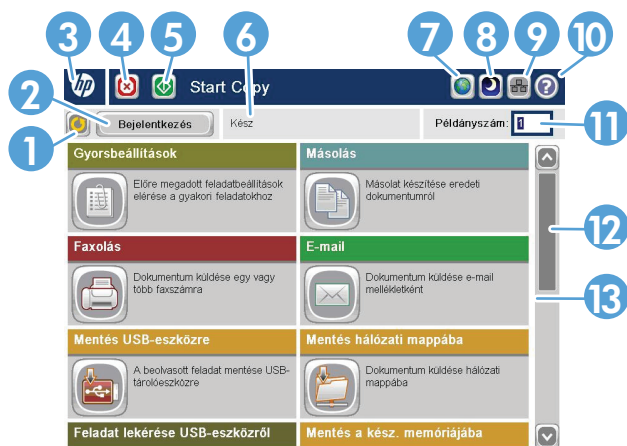 3 4 5 6 7 8 9 10
hp Start Copy ?
2 Bejelentkezés Kész Példányszám: 1 11
1
Gyorsbeállítások Másolás
Előre megadott feladatbeállítások
elérése a gyakori feladatokhoz
Másolat készítése eredeti
dokumentumról
12
Faxolás E-mail
Dokumentum küldése egy vagy
több faxszámra
Dokumentum küldése e-mail
mellékletként
13
Mentés USB-eszközre Mentés hálózati mappába
A beolvasott feladat mentése USB-
tárolóeszközre
Dokumentum küldése hálózati
mappába
Feladat lekérése USB-eszközről Mentés a kész. memóriájába